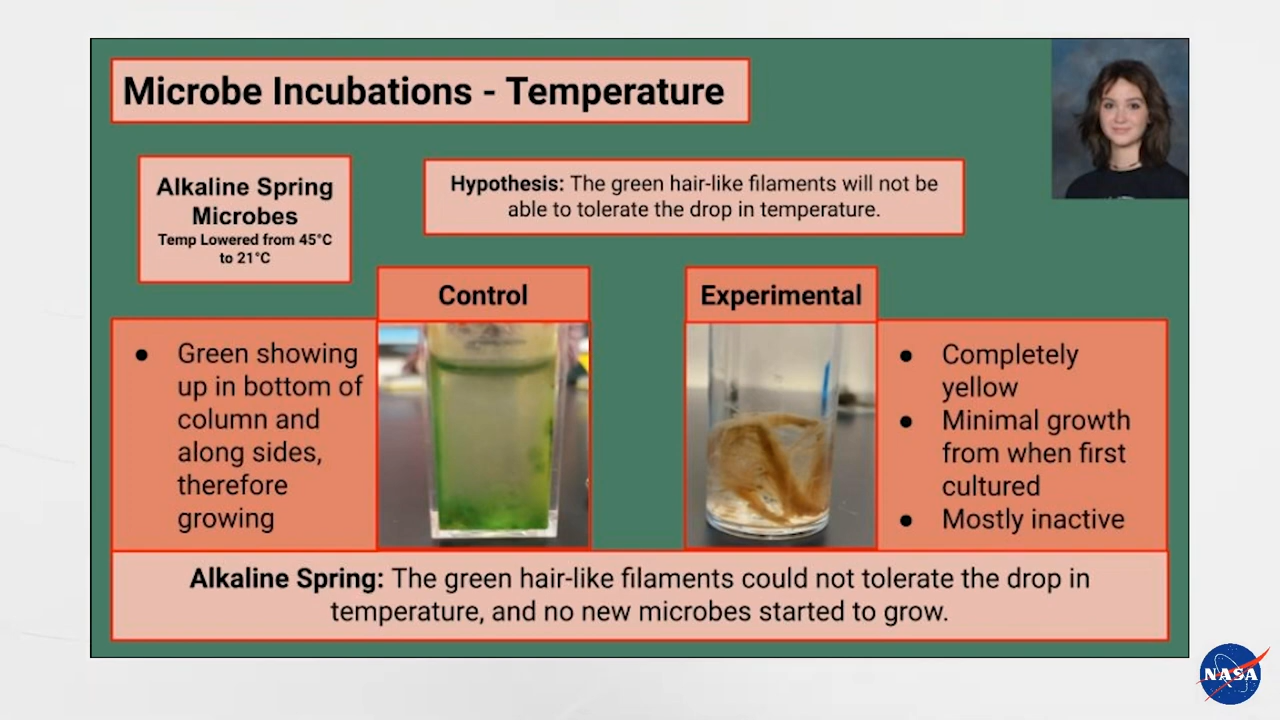 Microbe Incubations - Temperature
Alkaline Spring
Microbes
Temp Lowered from 45°C
to 21°C
Hypothesis: The green hair-like filaments will not be
able to tolerate the drop in temperature.
Control
Experimental
● Green showing
up in bottom of
column and
along sides,
therefore
growing
● Completely
yellow
● Minimal growth
from when first
cultured
● Mostly inactive
Alkaline Spring: The green hair-like filaments could not tolerate the drop in
temperature, and no new microbes started to grow.
NASA